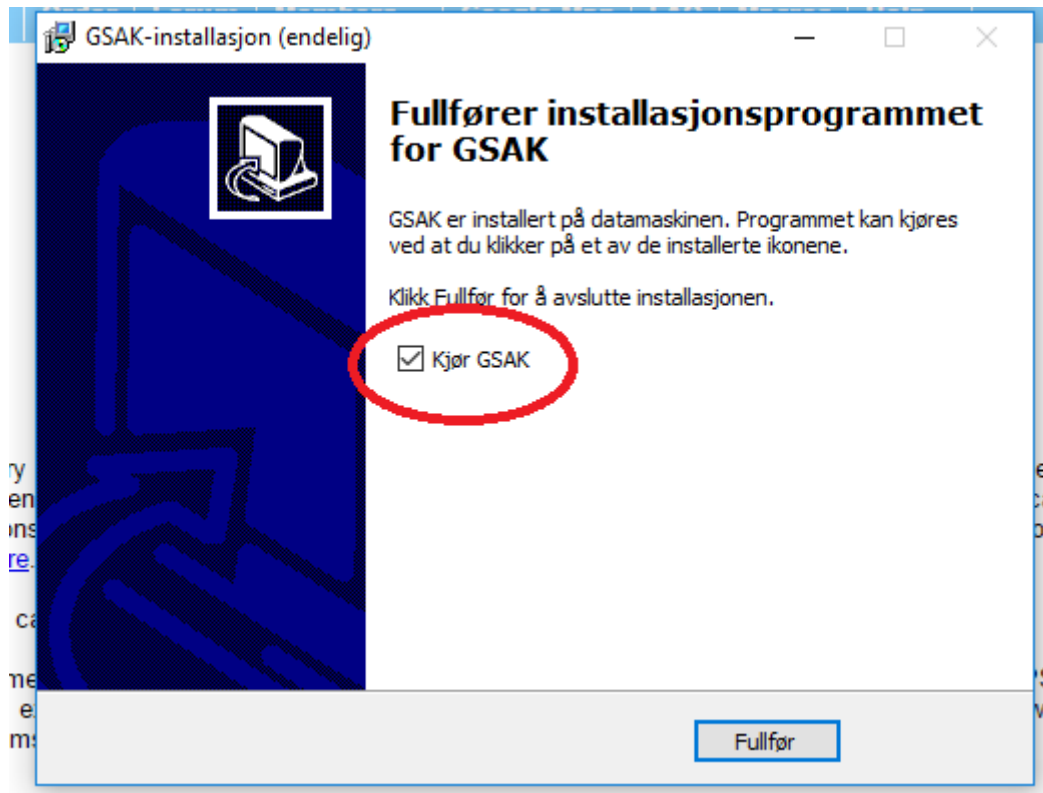 GSAK-installasjon (endelig)
Fullfører installasjonsprogrammet
for GSAK
GSAK er installert på datamaskinen. Programmet kan kjøres
ved at du klikker på et av de installerte ikonene.
Klikk Fullfør for å avslutte installasjonen.
Kjør GSAK
Fullfør